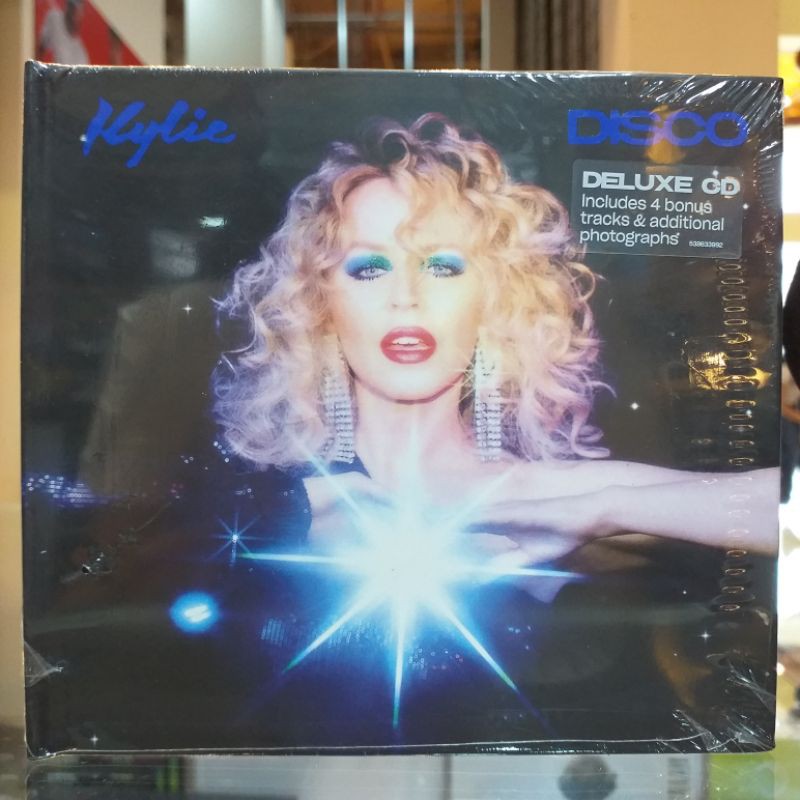 Kylie
DISCO
DELUXE CD
Includes 4 bonus
tracks & additional
photographs